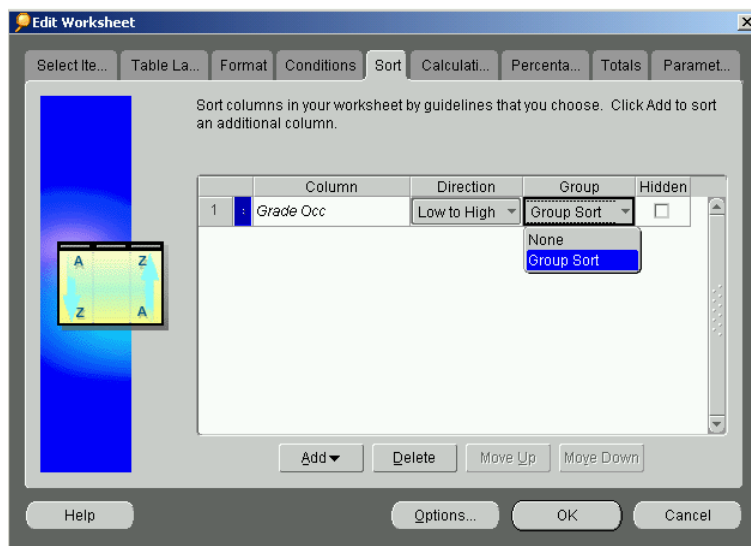 Edit Worksheet
Select Ite... Table La... Format Conditions Sort Calculati... Percenta... Totals Paramet...
Sort columns in your worksheet by guidelines that you choose. Click Add to sort
an additional column.
Column Direction Group Hidden
1 : Grade Occ Low to High Group Sort
None
Group Sort
A Z
Z A
Add Delete Move Up Move Down
Help Options... OK Cancel